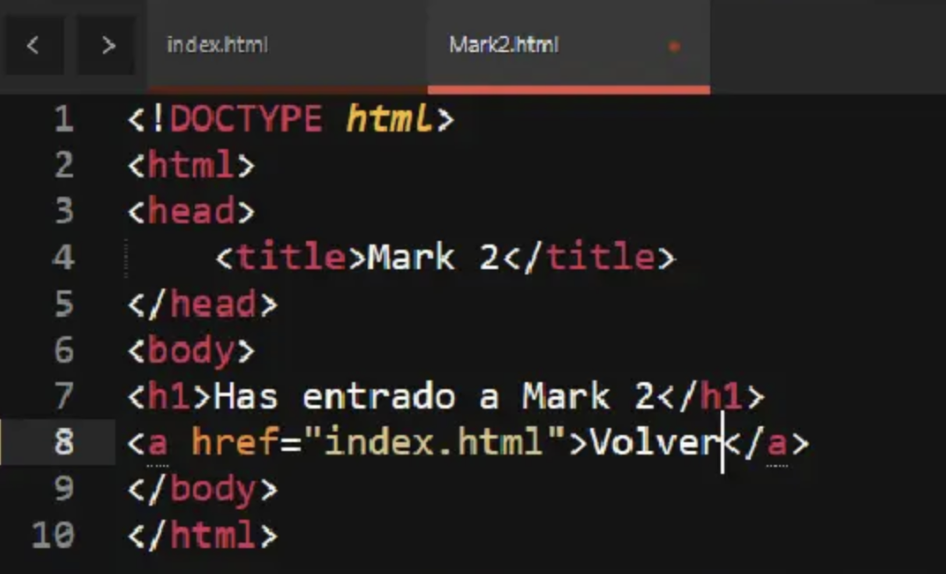 < > index.html Mark2.html
1 <!DOCTYPE html>
2 <html>
3 <head>
4     <title>Mark 2</title>
5 </head>
6 <body>
7 <h1>Has entrado a Mark 2</h1>
8 <a href="index.html">Volver</a>
9 </body>
10 </html>